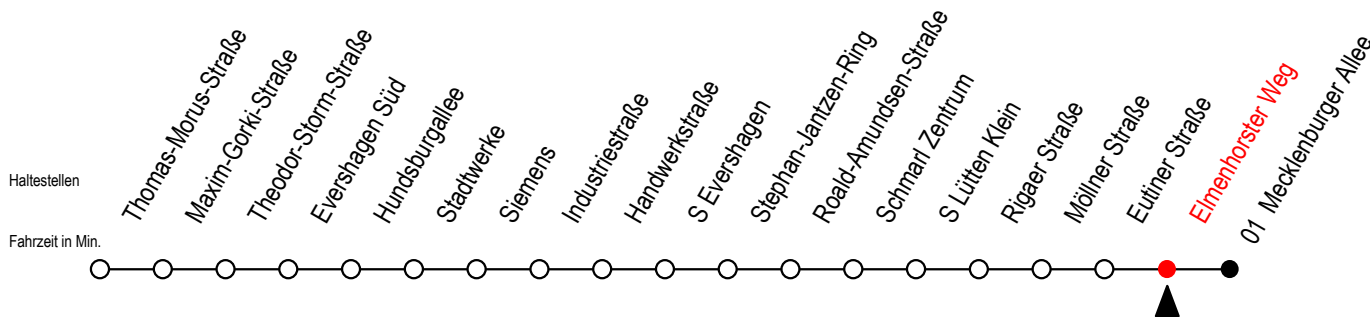 Haltestellen
Fahrzeit in Min.
Thomas-Morus-Straße
Maxim-Gorki-Straße
Theodor-Storm-Straße
Evershagen Süd
Hundsburgallee
Stadtwerke
Siemens
Industriestraße
Handwerkstraße
S Evershagen
Stephan-Jantzen-Ring
Roald-Amundsen-Straße
Schmarl Zentrum
S Lütten Klein
Rigaer Straße
Möllner Straße
Eutiner Straße
Elmenhorster Weg
01 Mecklenburger Allee